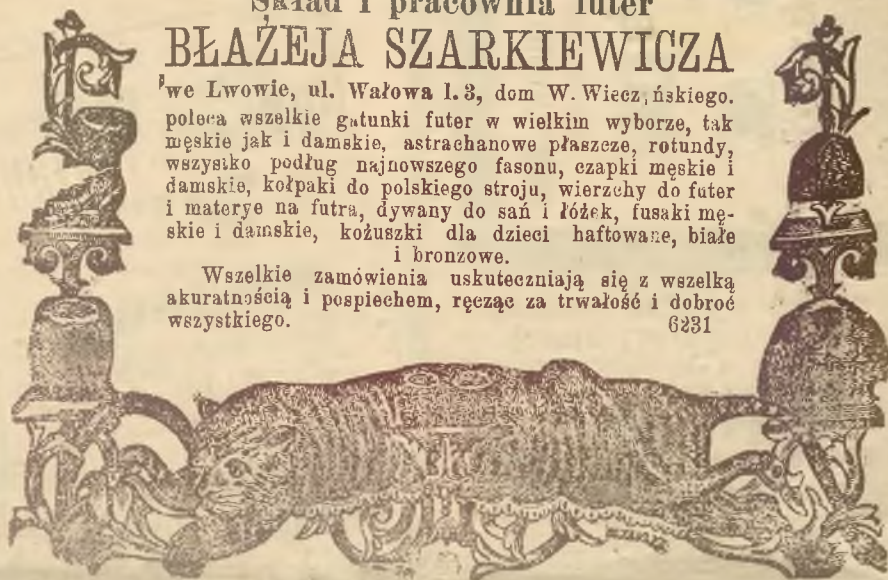 Skład i pracownia futer
BŁAŻEJA SZARKIEWICZA
we Lwowie, ul. Wałowa l. 3, dom W. Wiecz,ńskiego.
poleca wszelkie gatunki futer w wielkim wyborze, tak
męskie jak i damskie, astrachanowe płaszcze, rotundy,
wszystko podług najnowszego fasonu, czapki męskie i
damskie, kołpaki do polskiego stroju, wierzchy do futer
i materye na futra, dywany do sań i łóżek, fusaki mę-
skie i damskie, kożuszki dla dzieci haftowane, białe
i bronzowe.
Wszelkie zamówienia uskuteczniają się z wszelką
akuratnością i pospiechem, ręcząc za trwałość i dobroć
wszystkiego. 6231